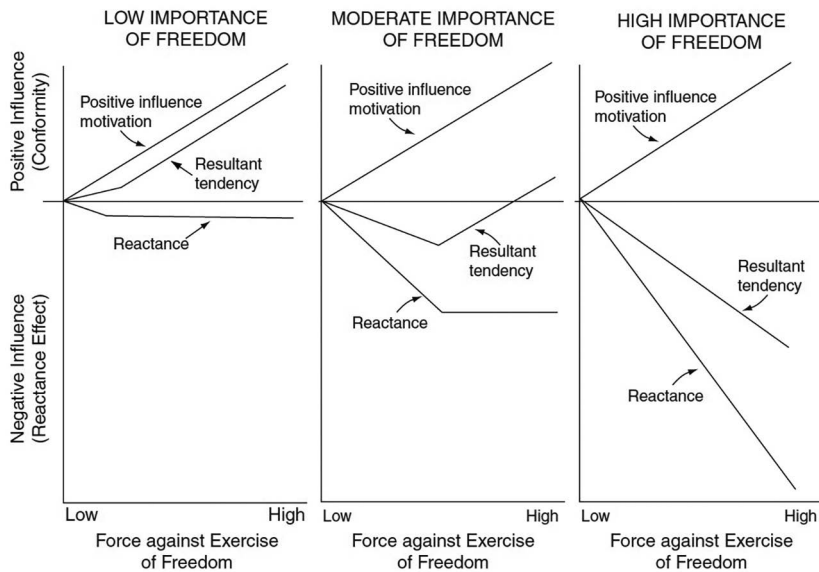 LOW IMPORTANCE
OF FREEDOM
MODERATE IMPORTANCE
OF FREEDOM
HIGH IMPORTANCE
OF FREEDOM
Positive Influence
(Conformity)
Negative Influence
(Reactance Effect)
Positive influence
motivation
Resultant
tendency
Reactance
Low
High
Force against Exercise
of Freedom
Positive influence
motivation
Resultant
tendency
Reactance
Low
High
Force against Exercise
of Freedom
Positive influence
motivation
Resultant
tendency
Reactance
Low
High
Force against Exercise
of Freedom